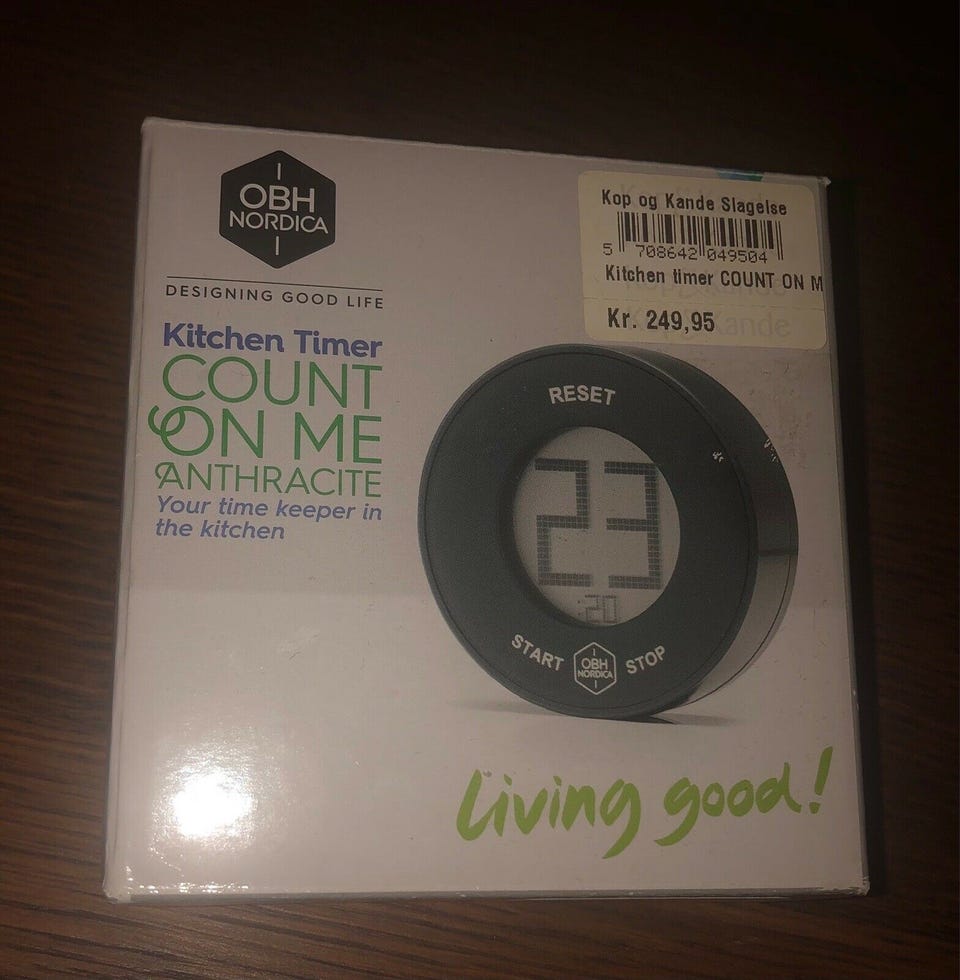 OBH
NORDICA
DESIGNING GOOD LIFE
Kitchen Timer
COUNT
ON ME
ANTHRACITE
Your time keeper in
the kitchen
Kop og Kande Slagelse
5 708642 049504
Kitchen timer COUNT ON M
Kr. 249,95
RESET
23
:20
START
OBH
NORDICA
STOP
Living good!